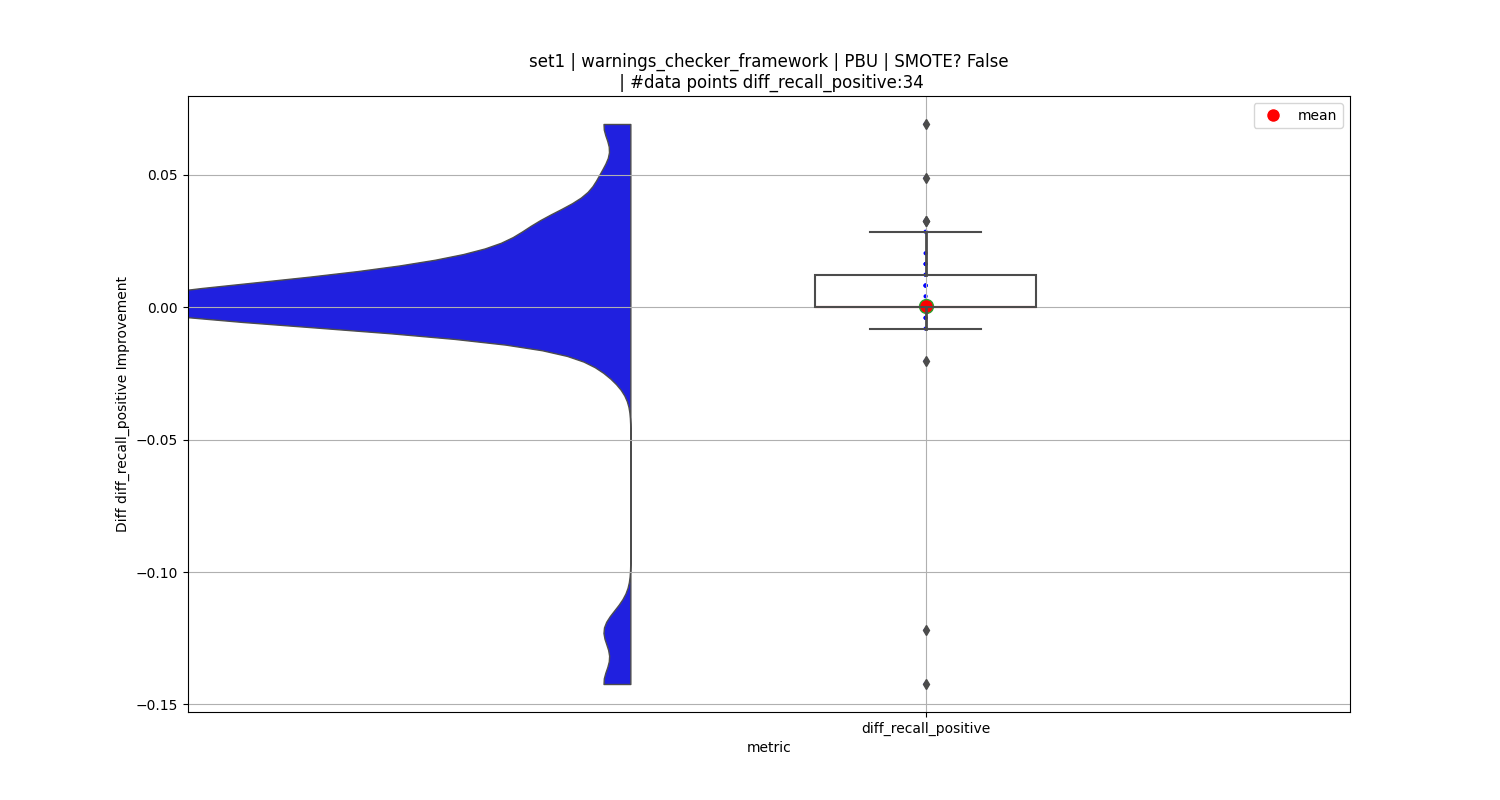 set1 | warnings_checker_framework | PBU | SMOTE? False
| #data points diff_recall_positive:34
mean
0.05
0.00
−0.05
−0.10
−0.15
Diff diff_recall_positive Improvement
diff_recall_positive
metric